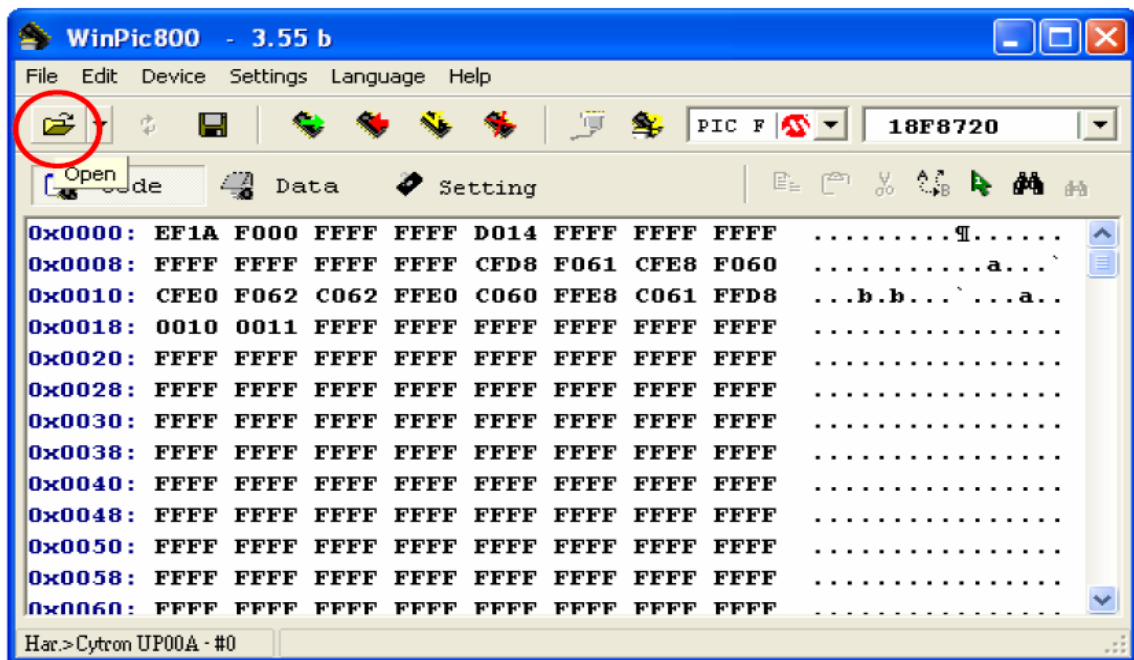 WinPic800 - 3.55 b
File Edit Device Settings Language Help
PIC F 18F8720
Open
Code Data Setting
0x0000: EF1A F000 FFFF FFFF D014 FFFF FFFF FFFF .........¶......
0x0008: FFFF FFFF FFFF FFFF CFD8 F061 CFE8 F060 ...........a...`
0x0010: CFE0 F062 C062 FFE0 C060 FFE8 C061 FFD8 ...b.b...`...a..
0x0018: 0010 0011 FFFF FFFF FFFF FFFF FFFF FFFF ................
0x0020: FFFF FFFF FFFF FFFF FFFF FFFF FFFF FFFF ................
0x0028: FFFF FFFF FFFF FFFF FFFF FFFF FFFF FFFF ................
0x0030: FFFF FFFF FFFF FFFF FFFF FFFF FFFF FFFF ................
0x0038: FFFF FFFF FFFF FFFF FFFF FFFF FFFF FFFF ................
0x0040: FFFF FFFF FFFF FFFF FFFF FFFF FFFF FFFF ................
0x0048: FFFF FFFF FFFF FFFF FFFF FFFF FFFF FFFF ................
0x0050: FFFF FFFF FFFF FFFF FFFF FFFF FFFF FFFF ................
0x0058: FFFF FFFF FFFF FFFF FFFF FFFF FFFF FFFF ................
0x0060: FFFF FFFF FFFF FFFF FFFF FFFF FFFF FFFF ................
Har.>Cytron UP00A - #0